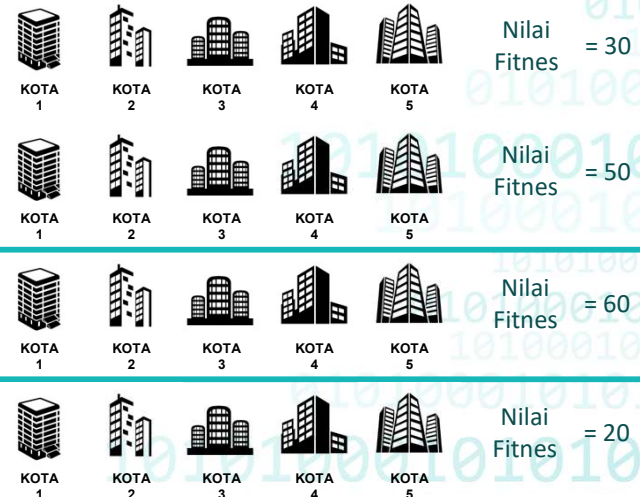 Nilai
Fitnes = 30
KOTA KOTA KOTA KOTA KOTA
1 2 3 4 5
Nilai
Fitnes = 50
KOTA KOTA KOTA KOTA KOTA
1 2 3 4 5
Nilai
Fitnes = 60
KOTA KOTA KOTA KOTA KOTA
1 2 3 4 5
Nilai
Fitnes = 20
KOTA KOTA KOTA KOTA KOTA
1 2 3 4 5